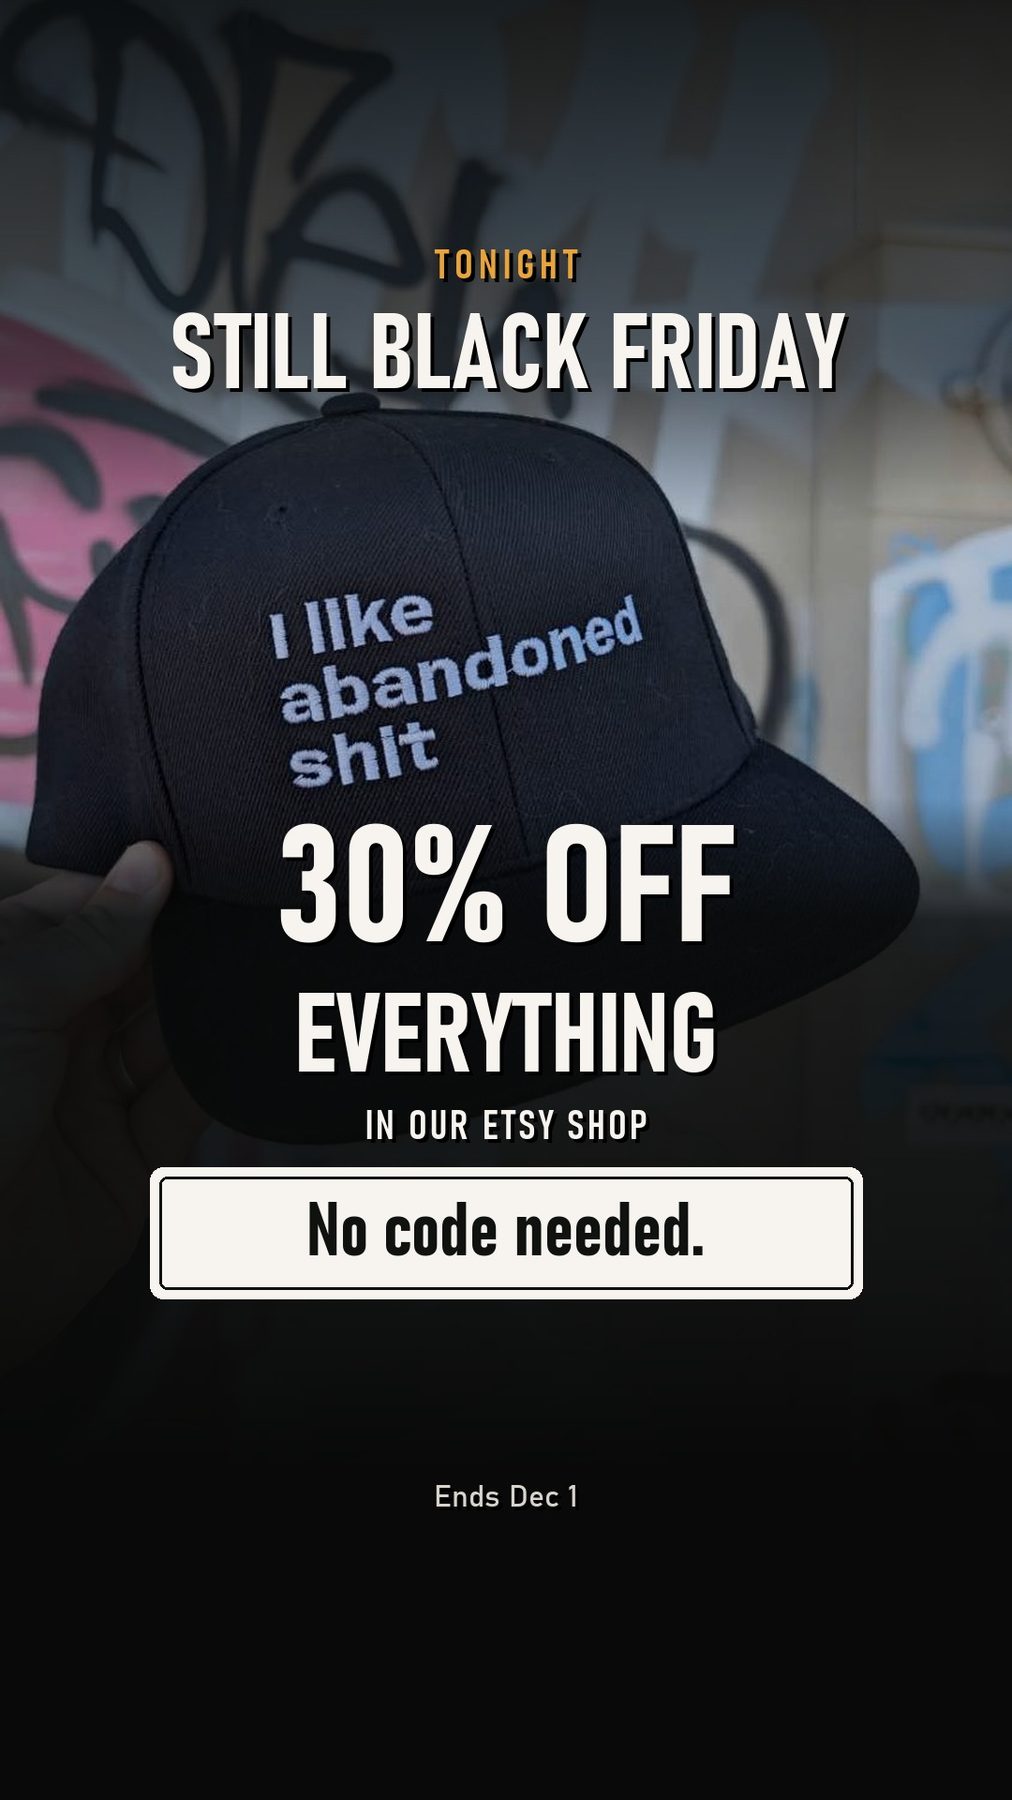 TONIGHT
STILL BLACK FRIDAY
I like
abandoned
shit
30% OFF
EVERYTHING
IN OUR ETSY SHOP
No code needed.
Ends Dec 1